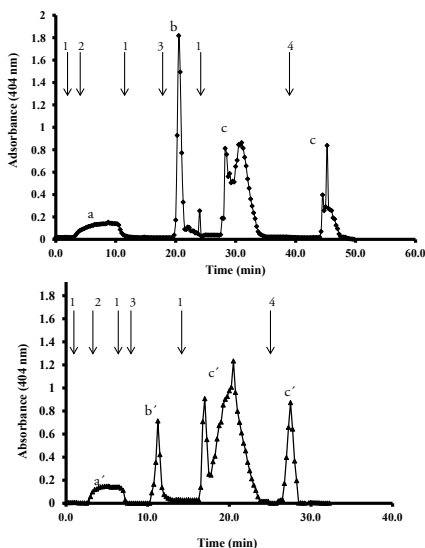 1 2 1 3 b 1 4
2
1.8
1.6
1.4
1.2
1
0.8
0.6
0.4
0.2
0
Adsorbance (404 nm)
a
c
c
0.0 10.0 20.0 30.0 40.0 50.0 60.0
Time (min)
1 2 1 3 1 4
1.8
1.6
1.4
1.2
1
0.8
0.6
0.4
0.2
0
Absorbance (404 nm)
a´
b´
c´
c´
0.0 10.0 20.0 30.0 40.0
Time (min)